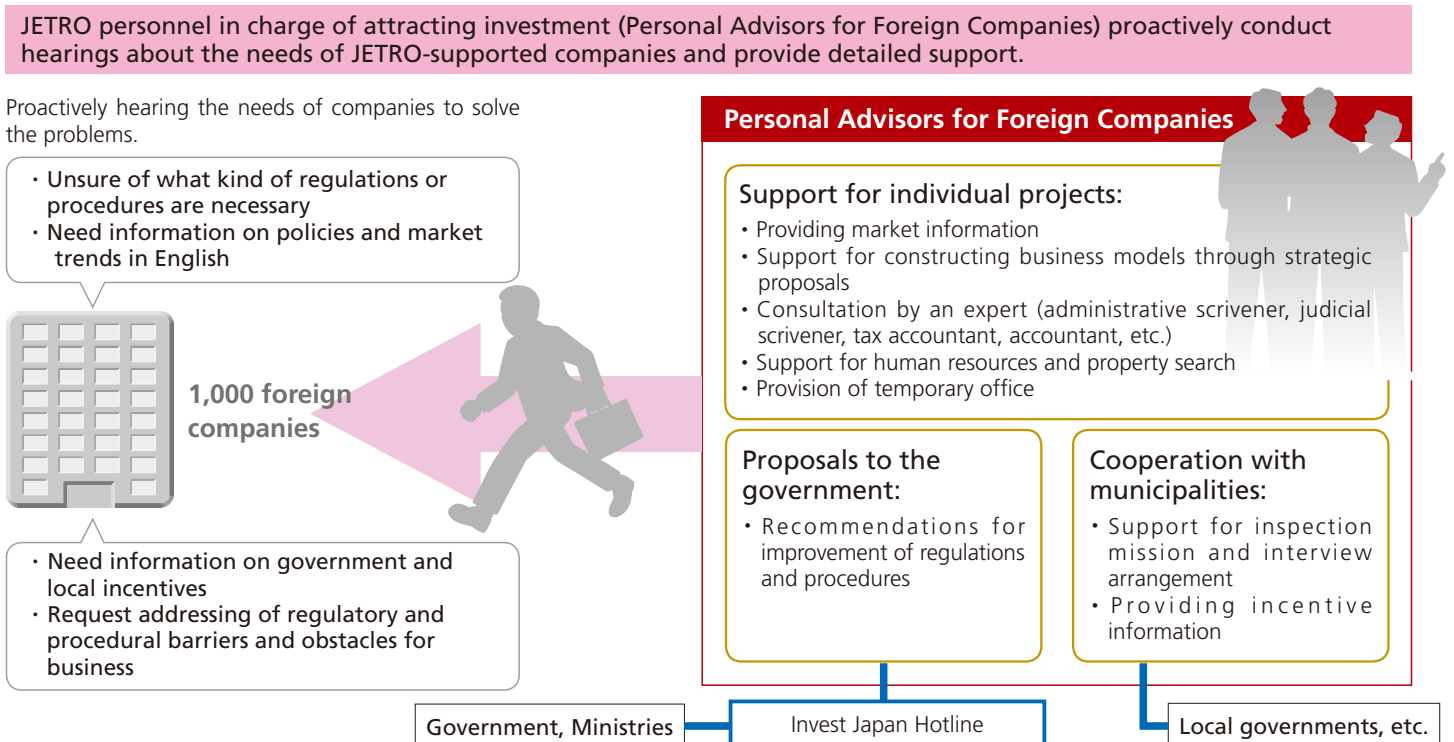 JETRO personnel in charge of attracting investment (Personal Advisors for Foreign Companies) proactively conduct
hearings about the needs of JETRO-supported companies and provide detailed support.
Proactively hearing the needs of companies to solve
the problems.
・Unsure of what kind of regulations or
procedures are necessary
・Need information on policies and market
trends in English
1,000 foreign
companies
・Need information on government and
local incentives
・Request addressing of regulatory and
procedural barriers and obstacles for
business
Personal Advisors for Foreign Companies
Support for individual projects:
・Providing market information
・Support for constructing business models through strategic
proposals
・Consultation by an expert (administrative scrivener, judicial
scrivener, tax accountant, accountant, etc.)
・Support for human resources and property search
・Provision of temporary office
Proposals to the
government:
・Recommendations for
improvement of regulations
and procedures
Cooperation with
municipalities:
・Support for inspection
mission and interview
arrangement
・Providing incentive
information
Government, Ministries
Invest Japan Hotline
Local governments, etc.